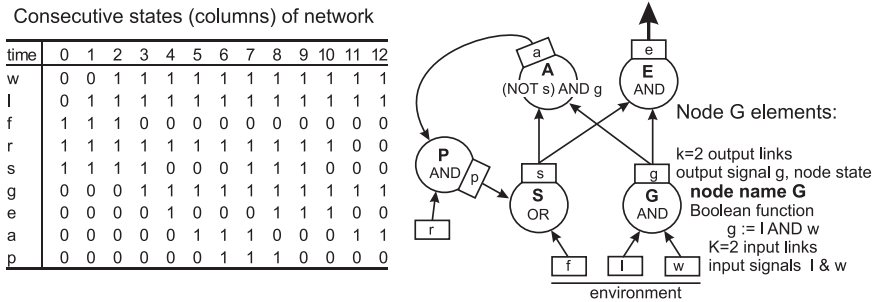 Consecutive states (columns) of network
time 0 1 2 3 4 5 6 7 8 9 10 11 12
w 0 0 1 1 1 1 1 1 1 1 1 1 1
l 0 1 1 1 1 1 1 1 1 1 1 1 1
f 1 1 1 0 0 0 0 0 0 0 0 0 0
r 1 1 1 1 1 1 1 1 1 1 1 1 1
s 1 1 1 1 0 0 0 1 1 1 0 0 0
g 0 0 0 1 1 1 1 1 1 1 1 1 1
e 0 0 0 0 1 0 0 0 1 1 1 0 0
a 0 0 0 0 0 1 1 1 0 0 0 1 1
p 0 0 0 0 0 0 1 1 1 0 0 0 0
a
A
(NOT s) AND g
e
E
AND
P
AND
p
r
s
S
OR
g
G
AND
f
l
w
environment
Node G elements:
k=2 output links
output signal g, node state
node name G
Boolean function
g := l AND w
K=2 input links
input signals l & w